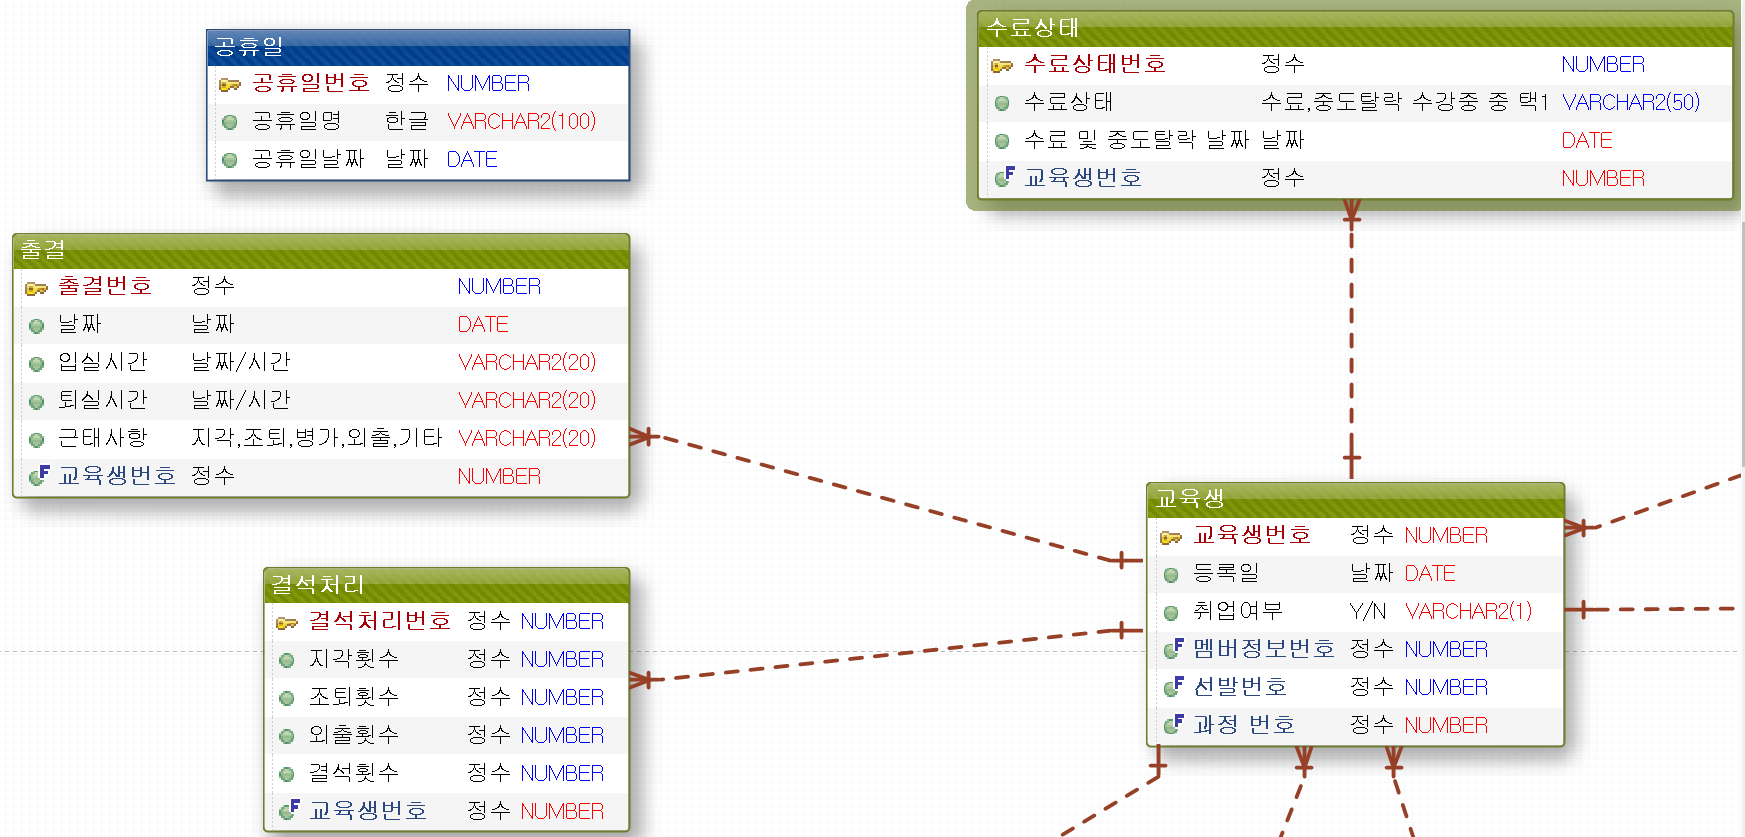 공휴일
공휴일번호 정수 NUMBER
공휴일명 한글 VARCHAR2(100)
공휴일날짜 날짜 DATE
수료상태
수료상태번호 정수 NUMBER
수료상태 수료,중도탈락 수강중 중 택1 VARCHAR2(50)
수료 및 중도탈락 날짜 날짜 DATE
교육생번호 정수 NUMBER
출결
출결번호 정수 NUMBER
날짜 날짜 DATE
입실시간 날짜/시간 VARCHAR2(20)
퇴실시간 날짜/시간 VARCHAR2(20)
근태사항 지각,조퇴,병가,외출,기타 VARCHAR2(20)
교육생번호 정수 NUMBER
교육생
교육생번호 정수 NUMBER
등록일 날짜 DATE
취업여부 Y/N VARCHAR2(1)
멤버정보번호 정수 NUMBER
선발번호 정수 NUMBER
과정 번호 정수 NUMBER
결석처리
결석처리번호 정수 NUMBER
지각횟수 정수 NUMBER
조퇴횟수 정수 NUMBER
외출횟수 정수 NUMBER
결석횟수 정수 NUMBER
교육생번호 정수 NUMBER